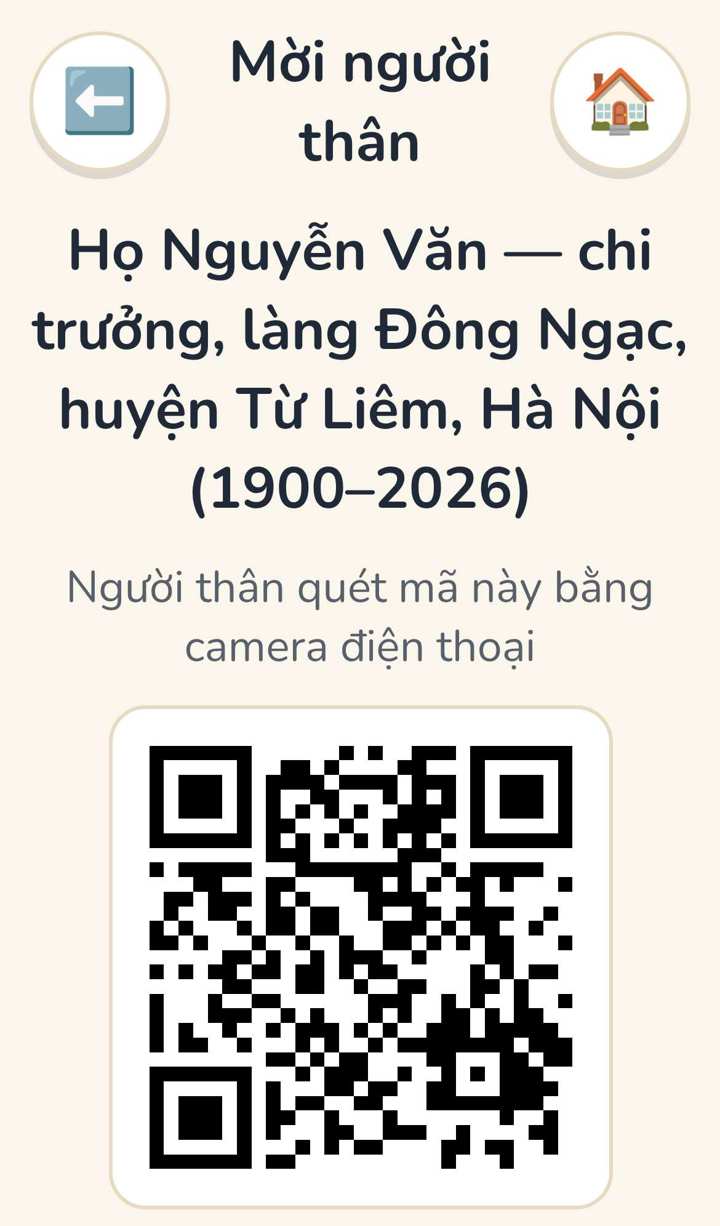 Mời người
thân
Họ Nguyễn Văn — chi
trưởng, làng Đông Ngạc,
huyện Từ Liêm, Hà Nội
(1900–2026)
Người thân quét mã này bằng
camera điện thoại